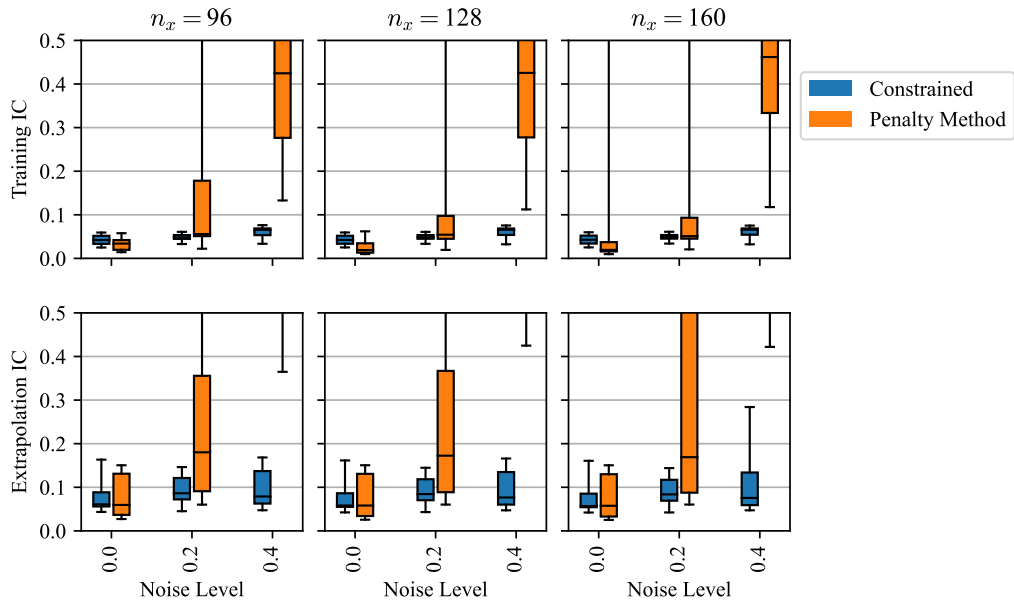 n_x = 96
n_x = 128
n_x = 160
Training IC
0.5
0.4
0.3
0.2
0.1
0.0
Constrained
Penalty Method
Extrapolation IC
0.5
0.4
0.3
0.2
0.1
0.0
0.0 0.2 0.4
0.0 0.2 0.4
0.0 0.2 0.4
Noise Level
Noise Level
Noise Level